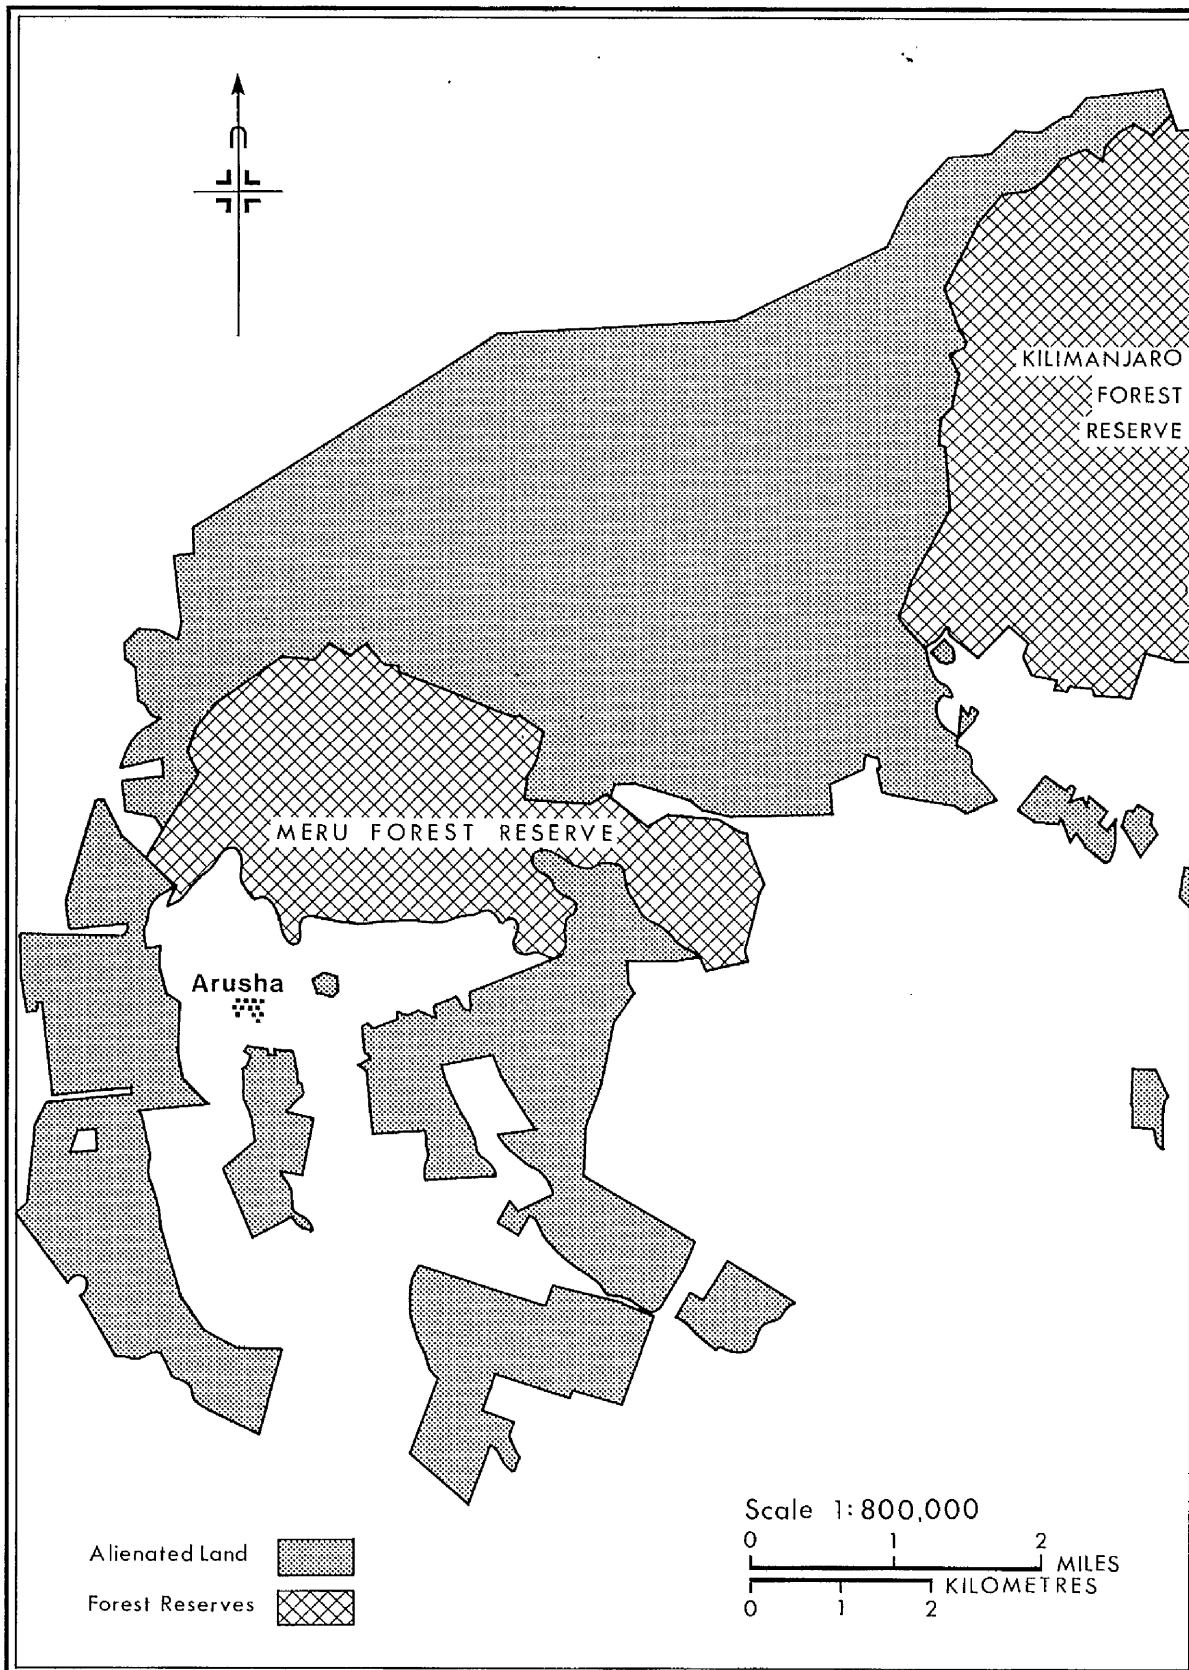 KILIMANJARO
FOREST
RESERVE
MERU FOREST RESERVE
Arusha
Scale 1:800,000
0 1 2
MILES
KILOMETRES
0 1 2
Alienated Land
Forest Reserves